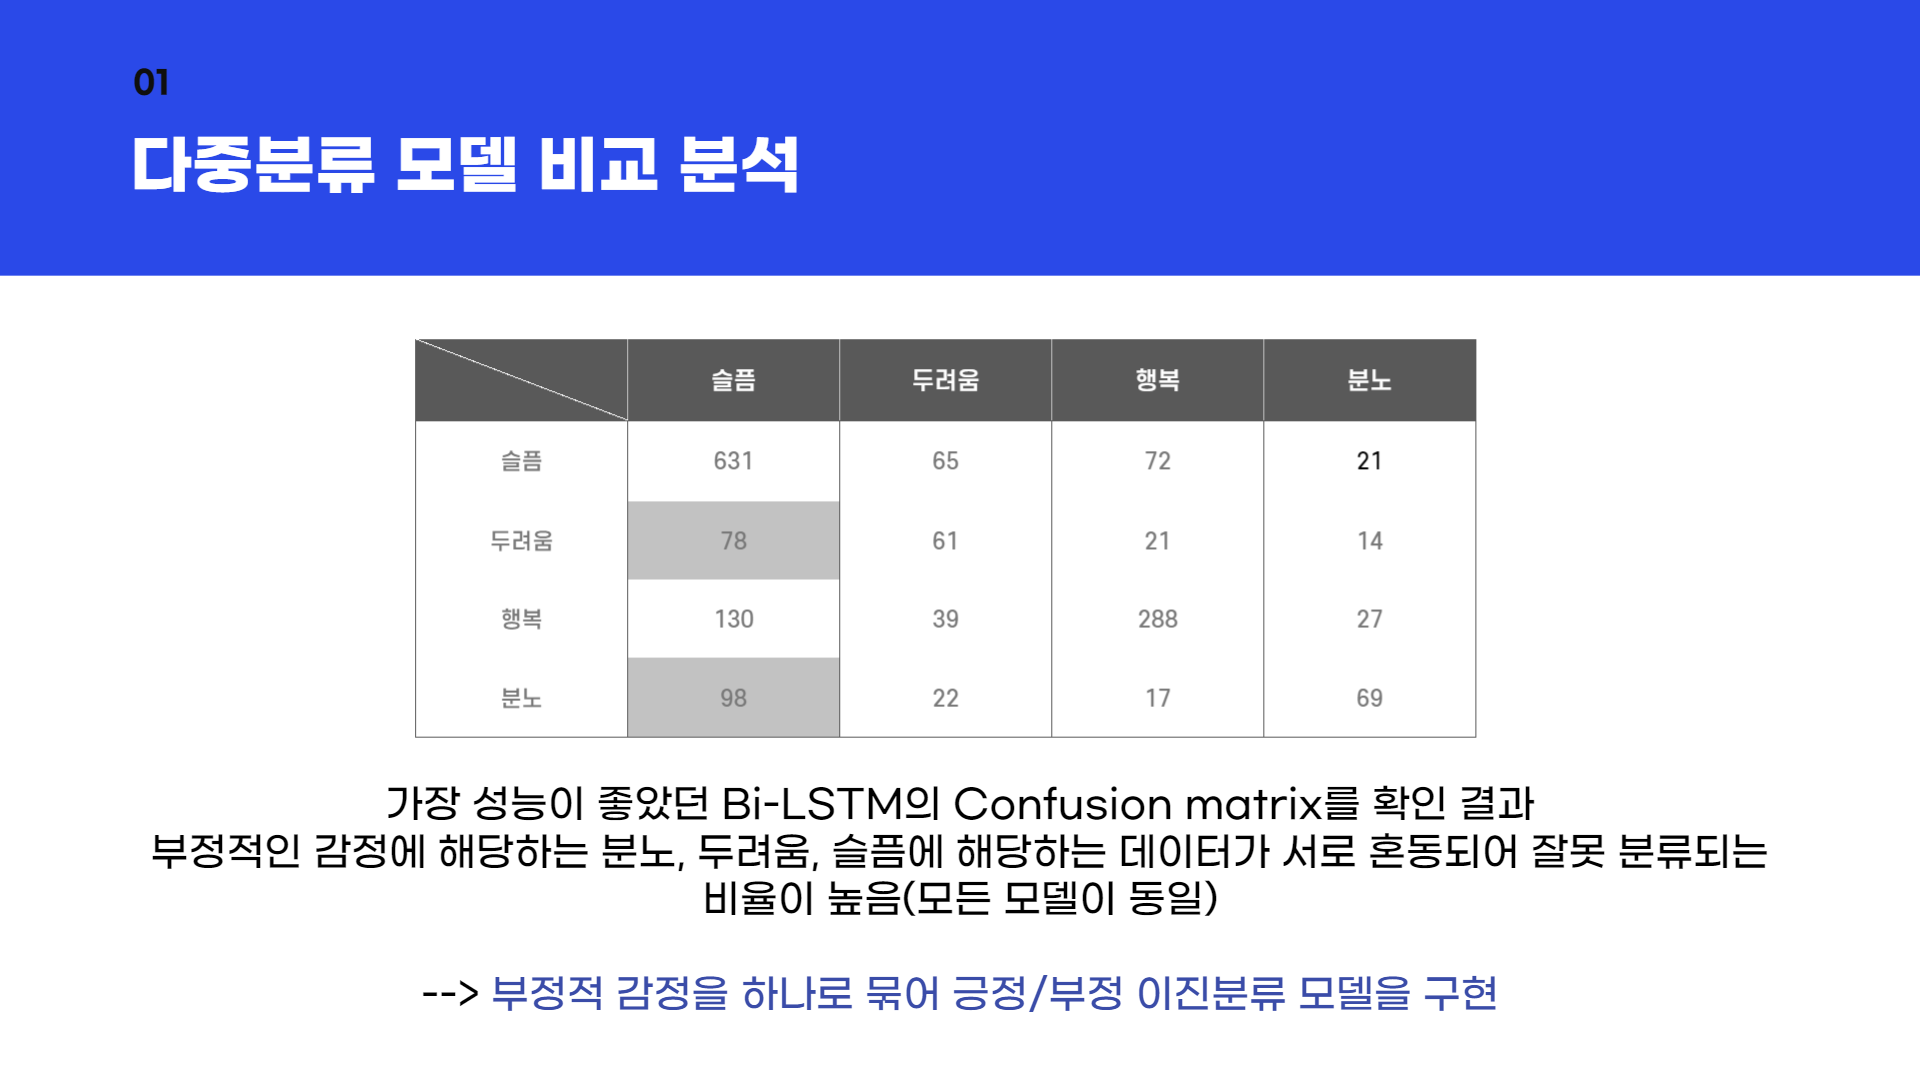 01
다중분류 모델 비교 분석
슬픔 두려움 행복 분노
슬픔 631 65 72 21
두려움 78 61 21 14
행복 130 39 288 27
분노 98 22 17 69
가장 성능이 좋았던 Bi-LSTM의 Confusion matrix를 확인 결과
부정적인 감정에 해당하는 분노, 두려움, 슬픔에 해당하는 데이터가 서로 혼동되어 잘못 분류되는
비율이 높음(모든 모델이 동일)
--> 부정적 감정을 하나로 묶어 긍정/부정 이진분류 모델을 구현